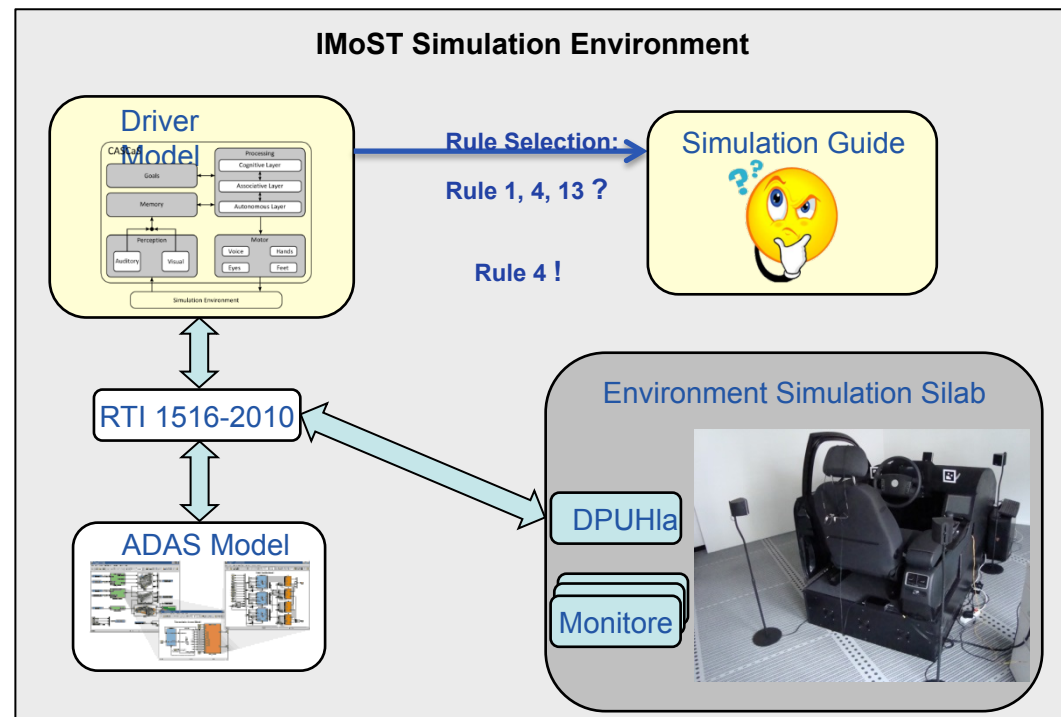 IMoST Simulation Environment
Driver
Model
CASCaS
Goals
Memory
Processing
Cognitive Layer
Associative Layer
Autonomous Layer
Perception
Auditory
Visual
Motor
Voice
Hands
Eyes
Feet
Simulation Environment
Rule Selection:
Rule 1, 4, 13 ?
Rule 4 !
Simulation Guide
??
RTI 1516-2010
ADAS Model
Environment Simulation Silab
DPUHla
Monitore